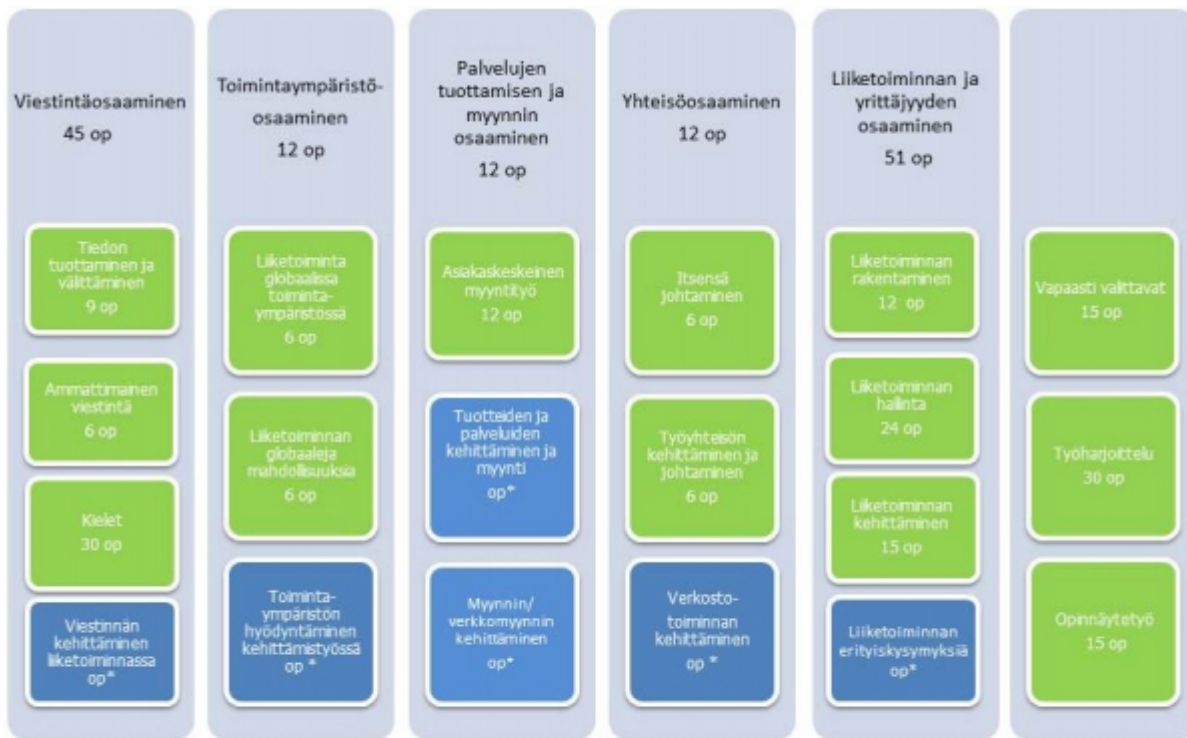 Viestintäosaaminen
45 op
Tiedon
tuottaminen ja
välittäminen
9 op
Ammattimainen
viestintä
6 op
Kielet
30 op
Viestinnän
kehittäminen
liiketoiminnassa
op*
Toimintaympäristö-
osaaminen
12 op
Liiketoiminta
globaalissa
toiminta-
ympäristössä
6 op
Liiketoiminnan
globaaleja
mahdollisuuksia
6 op
Toiminta-
ympäristön
hyödyntäminen
kehittämistyössä
op *
Palvelujen
tuottamisen ja
myynnin
osaaminen
12 op
Asiakaskeskeinen
myyntityö
12 op
Tuotteiden ja
palveluiden
kehittäminen ja
myynti
op*
Myynnin/
verkkomyynnin
kehittäminen
op*
Yhteisöosaaminen
12 op
Itsensä
johtaminen
6 op
Työyhteisön
kehittäminen ja
johtaminen
6 op
Verkosto-
toiminnan
kehittäminen
op *
Liiketoiminnan ja
yrittäjyyden
osaaminen
51 op
Liiketoiminnan
rakentaminen
12 op
Liiketoiminnan
hallinta
24 op
Liiketoiminnan
kehittäminen
15 op
Liiketoiminnan
erityiskysymyksiä
op*
Vapaasti valittavat
15 op
Työharjoittelu
30 op
Opinnäytetyö
15 op